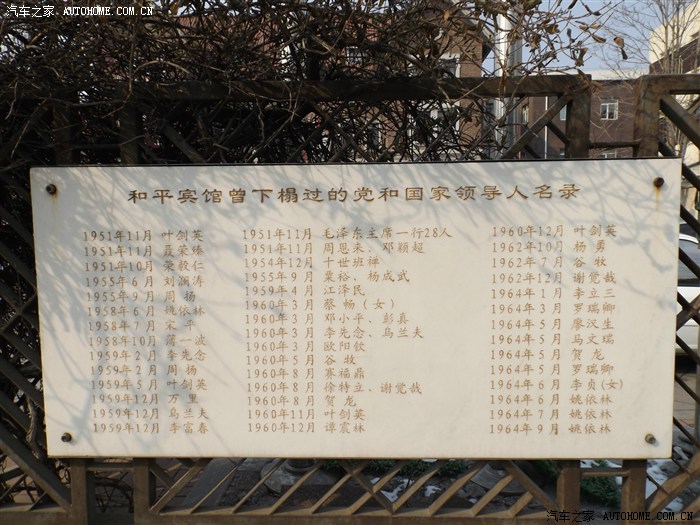 汽车之家 AUTOHOME.COM.CN
汽车之家 AUTOHOME.COM.CN
和平宾馆曾下榻过的党和国家领导人名录
1951年11月 叶剑英
1951年11月 聂荣臻
1951年10月 荣毅仁
1955年6月 刘澜涛
1955年9月 周扬
1958年6月 姚依林
1958年7月 宋平
1958年10月 薄一波
1959年2月 李先念
1959年2月 周扬
1959年5月 叶剑英
1959年12月 万里
1959年12月 乌兰夫
1959年12月 李富春
1951年11月 毛泽东主席一行28人
1951年11月 周恩来、邓颖超
1954年12月 十世班禅
1955年9月 粟裕、杨成武
1959年4月 江泽民
1960年3月 蔡畅(女)
1960年3月 邓小平、彭真
1960年3月 李先念、乌兰夫
1960年3月 欧阳钦
1960年5月 谷牧
1960年8月 赛福鼎
1960年8月 徐特立、谢觉哉
1960年8月 贺龙
1960年11月 叶剑英
1960年12月 谭震林
1960年12月 叶剑英
1962年10月 杨勇
1962年7月 谷牧
1962年12月 谢觉哉
1964年1月 李立三
1964年3月 罗瑞卿
1964年5月 廖汉生
1964年5月 马文瑞
1964年5月 贺龙
1964年5月 罗瑞卿
1964年6月 李贞(女)
1964年6月 姚依林
1964年7月 姚依林
1964年9月 姚依林
汽车之家 AUTOHOME.COM.CN
汽车之家 AUTOHOME.COM.CN